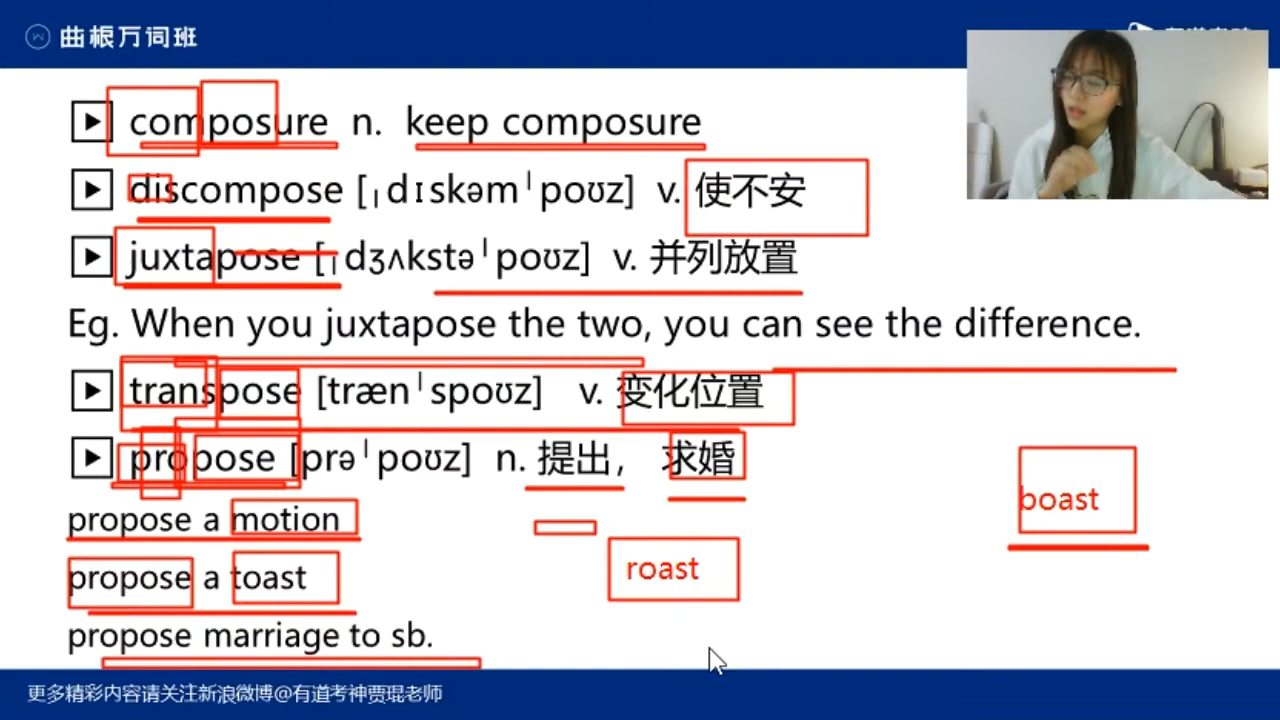 曲根万词班
composure n. keep composure
discompose [ˌdɪskəmˈpoʊz] v. 使不安
juxtapose [ˌdʒʌkstəˈpoʊz] v. 并列放置
Eg. When you juxtapose the two, you can see the difference.
transpose [trænˈspoʊz] v. 变化位置
propose [prəˈpoʊz] n. 提出, 求婚
propose a motion
boast
propose a toast
roast
propose marriage to sb.
更多精彩内容请关注新浪微博@有道考神贾琨老师